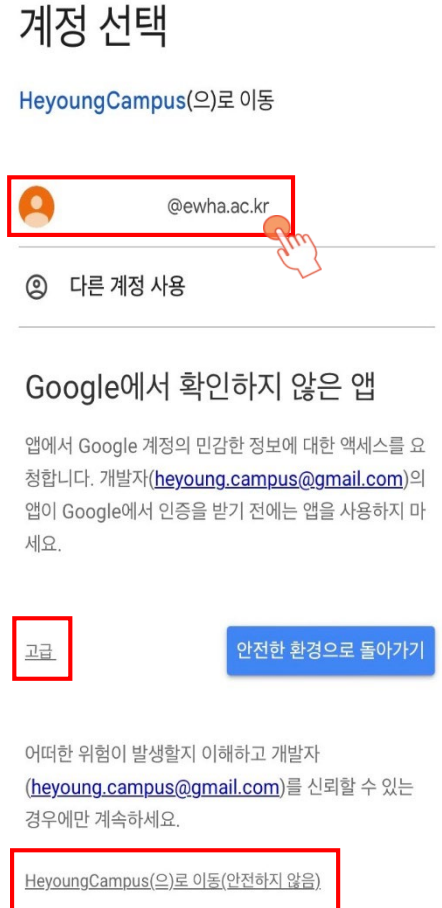 계정 선택
HeyoungCampus(으)로 이동
@ewha.ac.kr
다른 계정 사용
Google에서 확인하지 않은 앱
앱에서 Google 계정의 민감한 정보에 대한 액세스를 요
청합니다. 개발자(heyoung.campus@gmail.com)의
앱이 Google에서 인증을 받기 전에는 앱을 사용하지 마
세요.
고급
안전한 환경으로 돌아가기
어떠한 위험이 발생할지 이해하고 개발자
(heyoung.campus@gmail.com)를 신뢰할 수 있는
경우에만 계속하세요.
HeyoungCampus(으)로 이동(안전하지 않음)